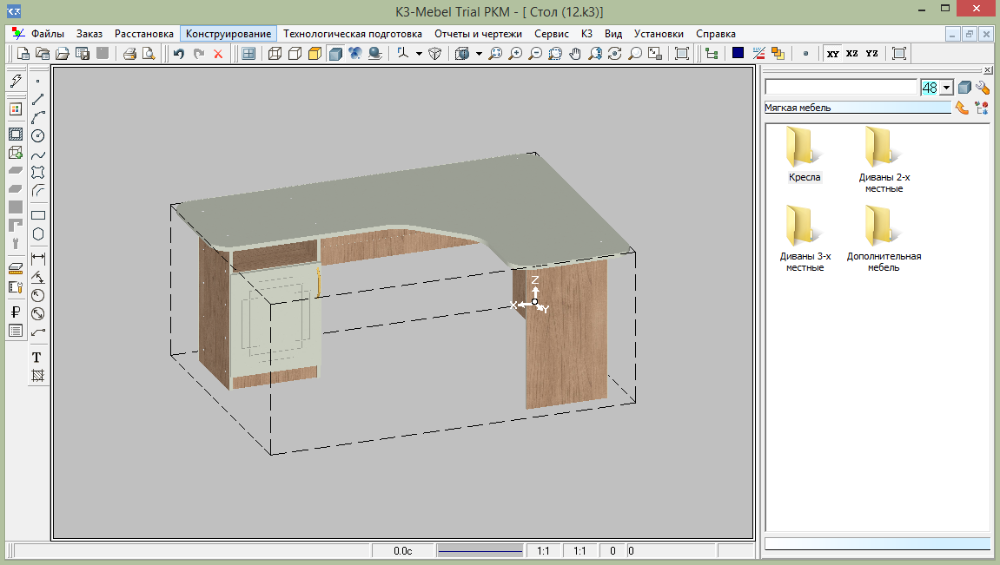 K3-Mebel Trial PKM - [ Стол (12.k3)]
Файлы Заказ Расстановка Конструирование Технологическая подготовка Отчеты и чертежи Сервис К3 Вид Установки Справка
XY XZ YZ
48
Мягкая мебель
Кресла
Диваны 2-х
местные
Диваны 3-х
местные
Дополнительная
мебель
Z
X
Y
₽
T
0.0с 1:1 1:1 0 0